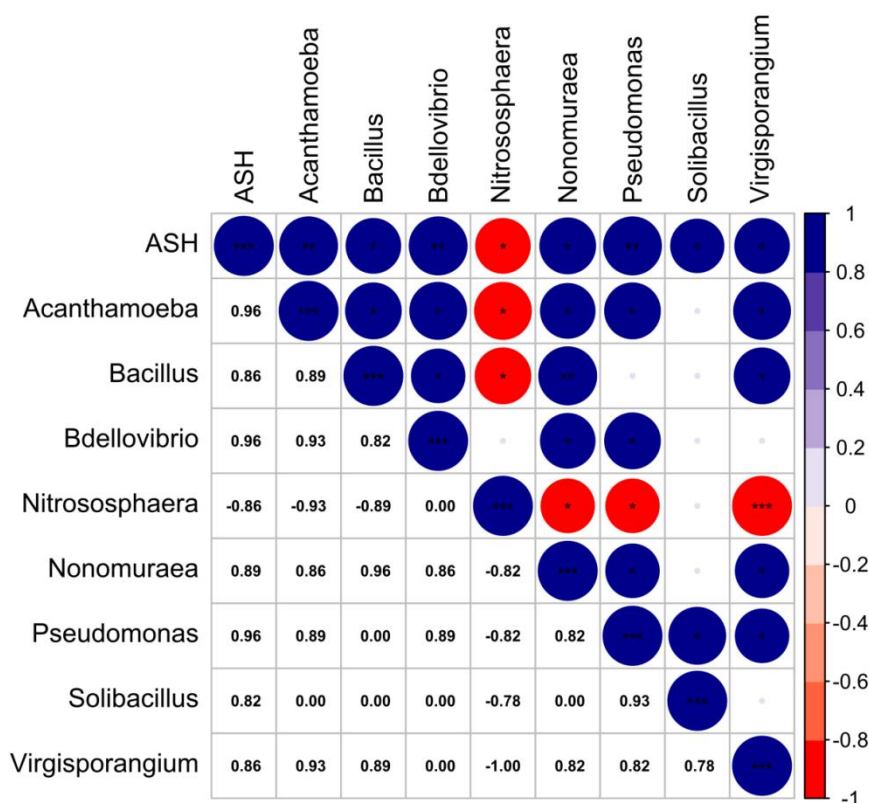 ASH Acanthamoeba Bacillus Bdellovibrio Nitrososphaera Nonomuraea Pseudomonas Solibacillus Virgisporangium
ASH *** ** * ** * * ** * *
Acanthamoeba 0.96 *** * * * * * *
Bacillus 0.86 0.89 *** * * ** *
Bdellovibrio 0.96 0.93 0.82 *** * *
Nitrososphaera -0.86 -0.93 -0.89 0.00 *** * * ***
Nonomuraea 0.89 0.86 0.96 0.86 -0.82 *** * *
Pseudomonas 0.96 0.89 0.00 0.89 -0.82 0.82 *** * *
Solibacillus 0.82 0.00 0.00 0.00 -0.78 0.00 0.93 ***
Virgisporangium 0.86 0.93 0.89 0.00 -1.00 0.82 0.82 0.78 ***
1
0.8
0.6
0.4
0.2
0
-0.2
-0.4
-0.6
-0.8
-1